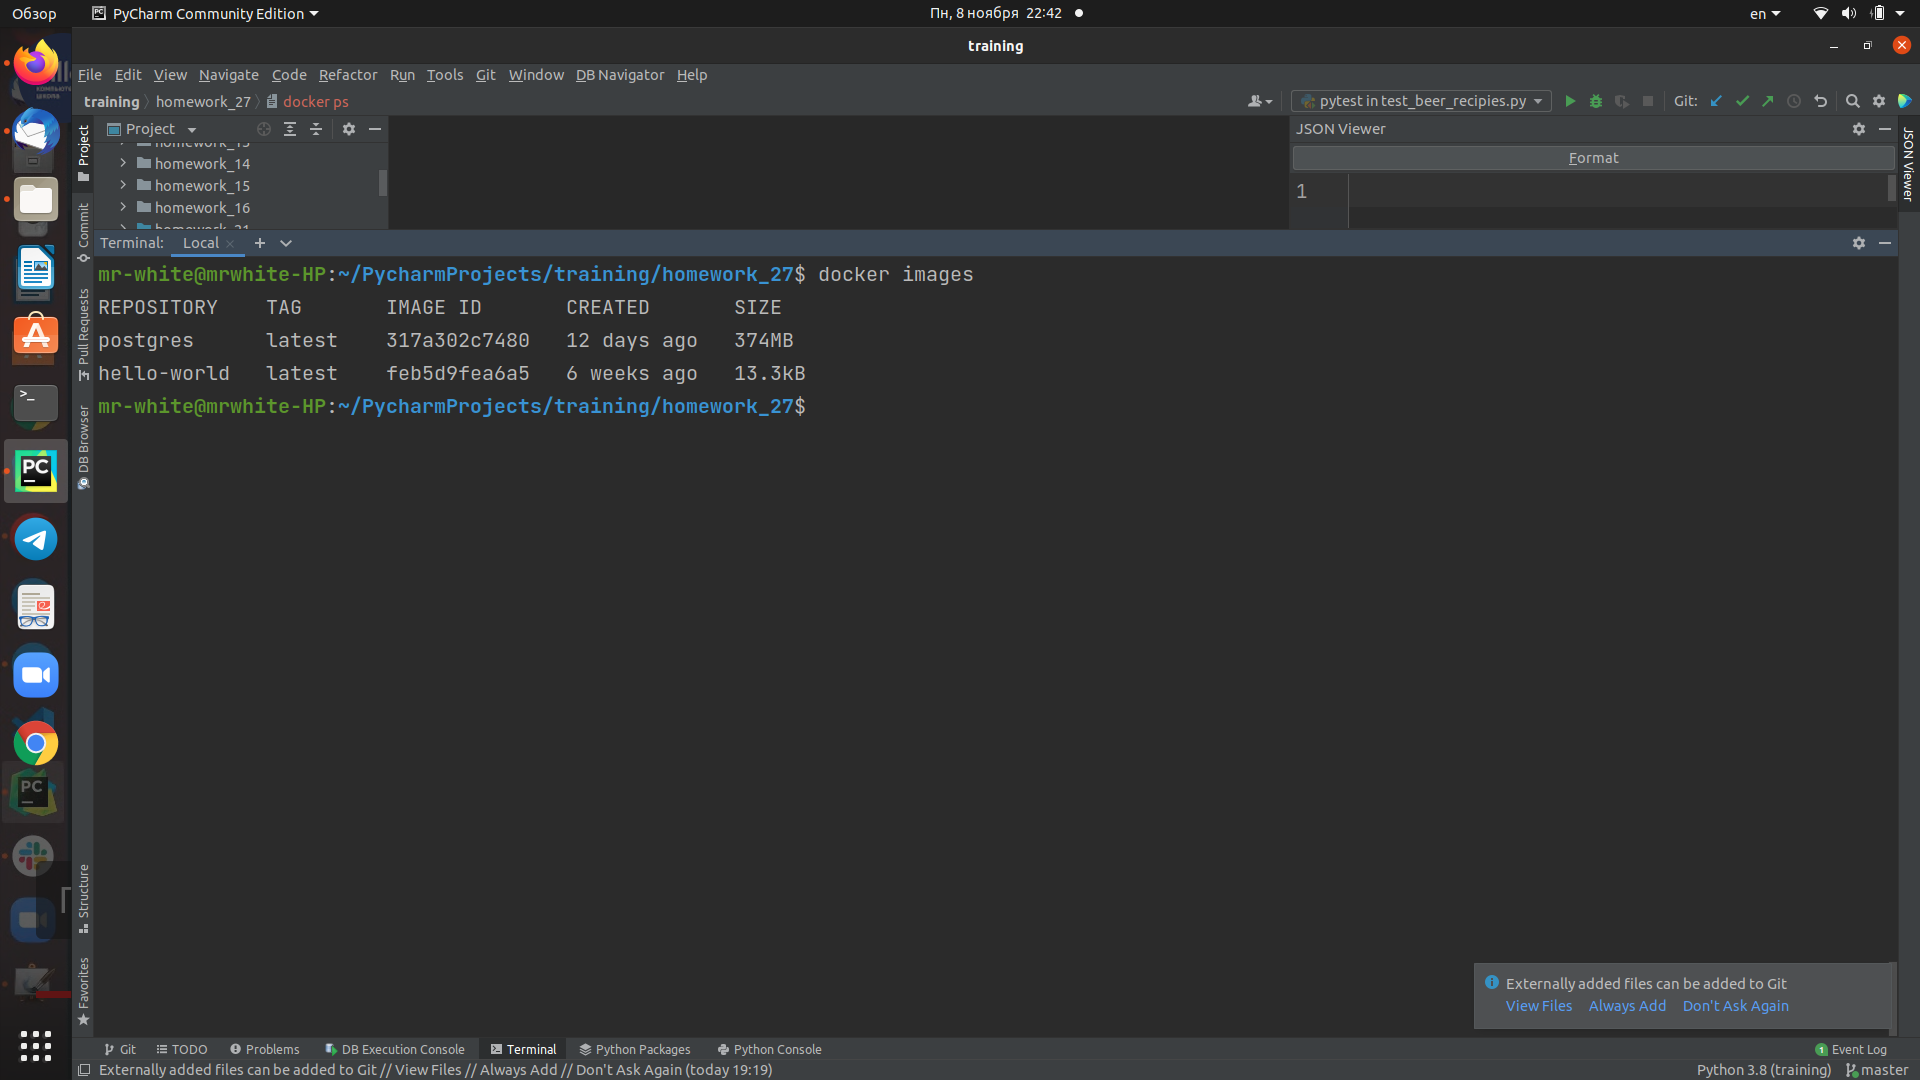 Обзор
PyCharm Community Edition
Пн, 8 ноября 22:42
en
training
File Edit View Navigate Code Refactor Run Tools Git Window DB Navigator Help
training homework_27 docker ps
pytest in test_beer_recipies.py
Git:
Project
JSON Viewer
Format
1
homework_14
homework_15
homework_16
Project
Commit
Pull Requests
DB Browser
Structure
Favorites
JSON Viewer
Terminal: Local
mr-white@mrwhite-HP:~/PycharmProjects/training/homework_27$ docker images
REPOSITORY TAG IMAGE ID CREATED SIZE
postgres latest 317a302c7480 12 days ago 374MB
hello-world latest feb5d9fea6a5 6 weeks ago 13.3kB
mr-white@mrwhite-HP:~/PycharmProjects/training/homework_27$
Externally added files can be added to Git
View Files Always Add Don't Ask Again
Git TODO Problems DB Execution Console Terminal Python Packages Python Console
1 Event Log
Externally added files can be added to Git // View Files // Always Add // Don't Ask Again (today 19:19)
Python 3.8 (training) master